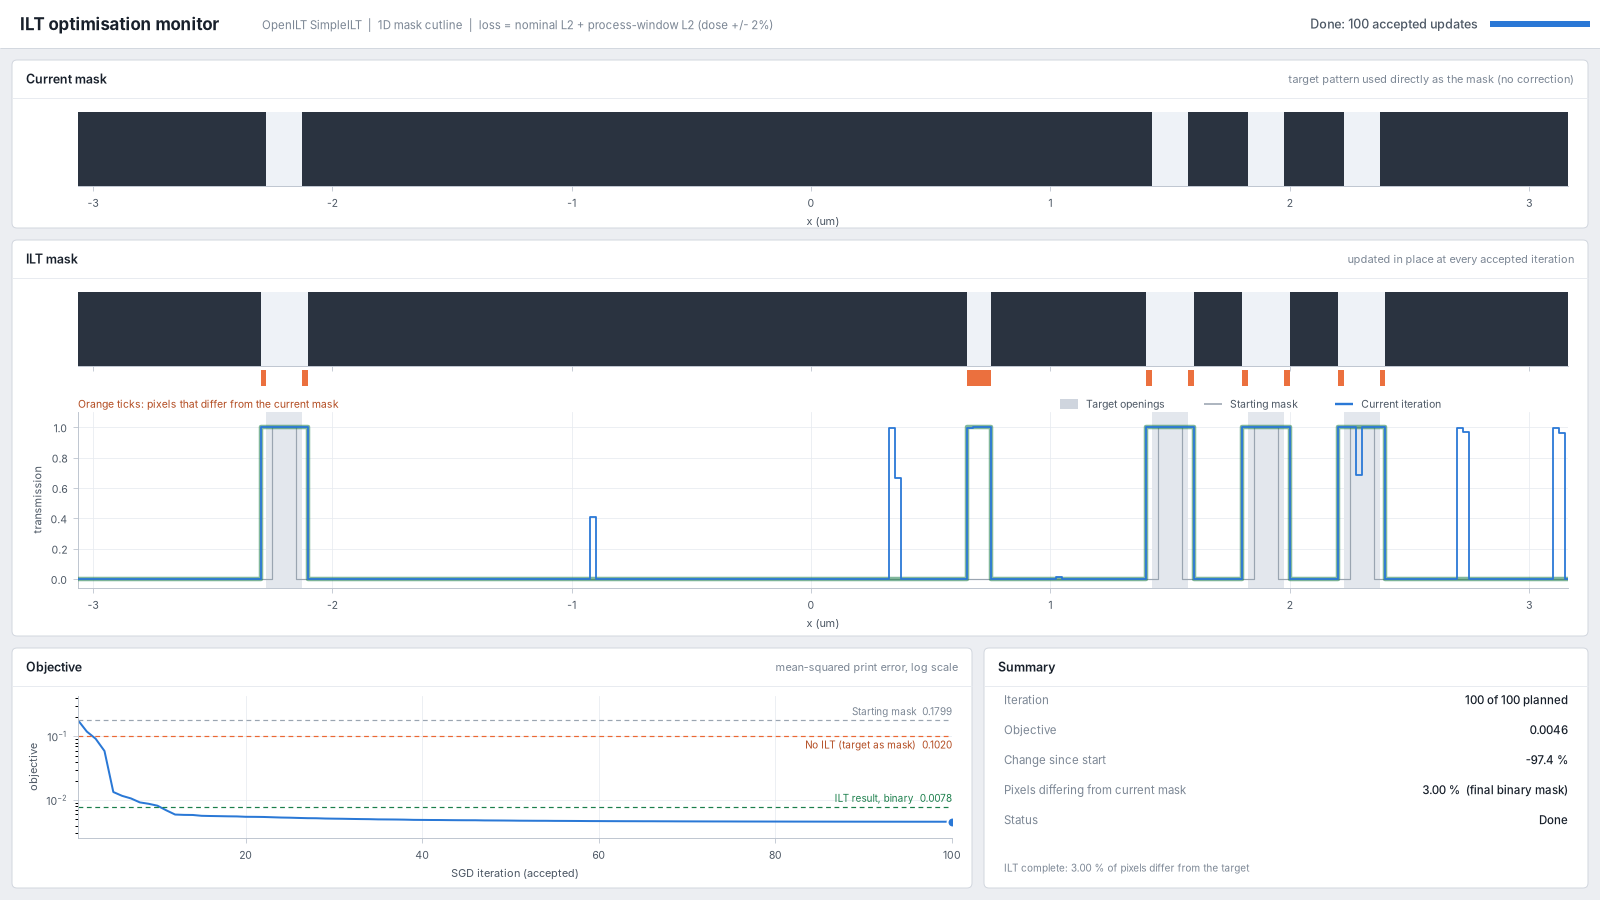 ILT optimisation monitor
OpenILT SimpleILT | 1D mask cutline | loss = nominal L2 + process-window L2 (dose +/- 2%)
Done: 100 accepted updates
Current mask
target pattern used directly as the mask (no correction)
-3 -2 -1 0 1 2 3
x (um)
ILT mask
updated in place at every accepted iteration
Orange ticks: pixels that differ from the current mask
Target openings Starting mask Current iteration
1.0
0.8
0.6
0.4
0.2
0.0
transmission
-3 -2 -1 0 1 2 3
x (um)
Objective
mean-squared print error, log scale
Starting mask 0.1799
10⁻¹
No ILT (target as mask) 0.1020
ILT result, binary 0.0078
10⁻²
objective
20 40 60 80 100
SGD iteration (accepted)
Summary
Iteration 100 of 100 planned
Objective 0.0046
Change since start -97.4 %
Pixels differing from current mask 3.00 % (final binary mask)
Status Done
ILT complete: 3.00 % of pixels differ from the target